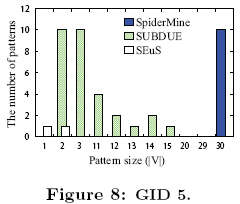 12
10
8
6
4
2
0
The number of patterns
SpiderMine
SUBDUE
SEuS
1 2 3 11 12 13 14 15 20 29 30
Pattern size (|V|)
Figure 8: GID 5.